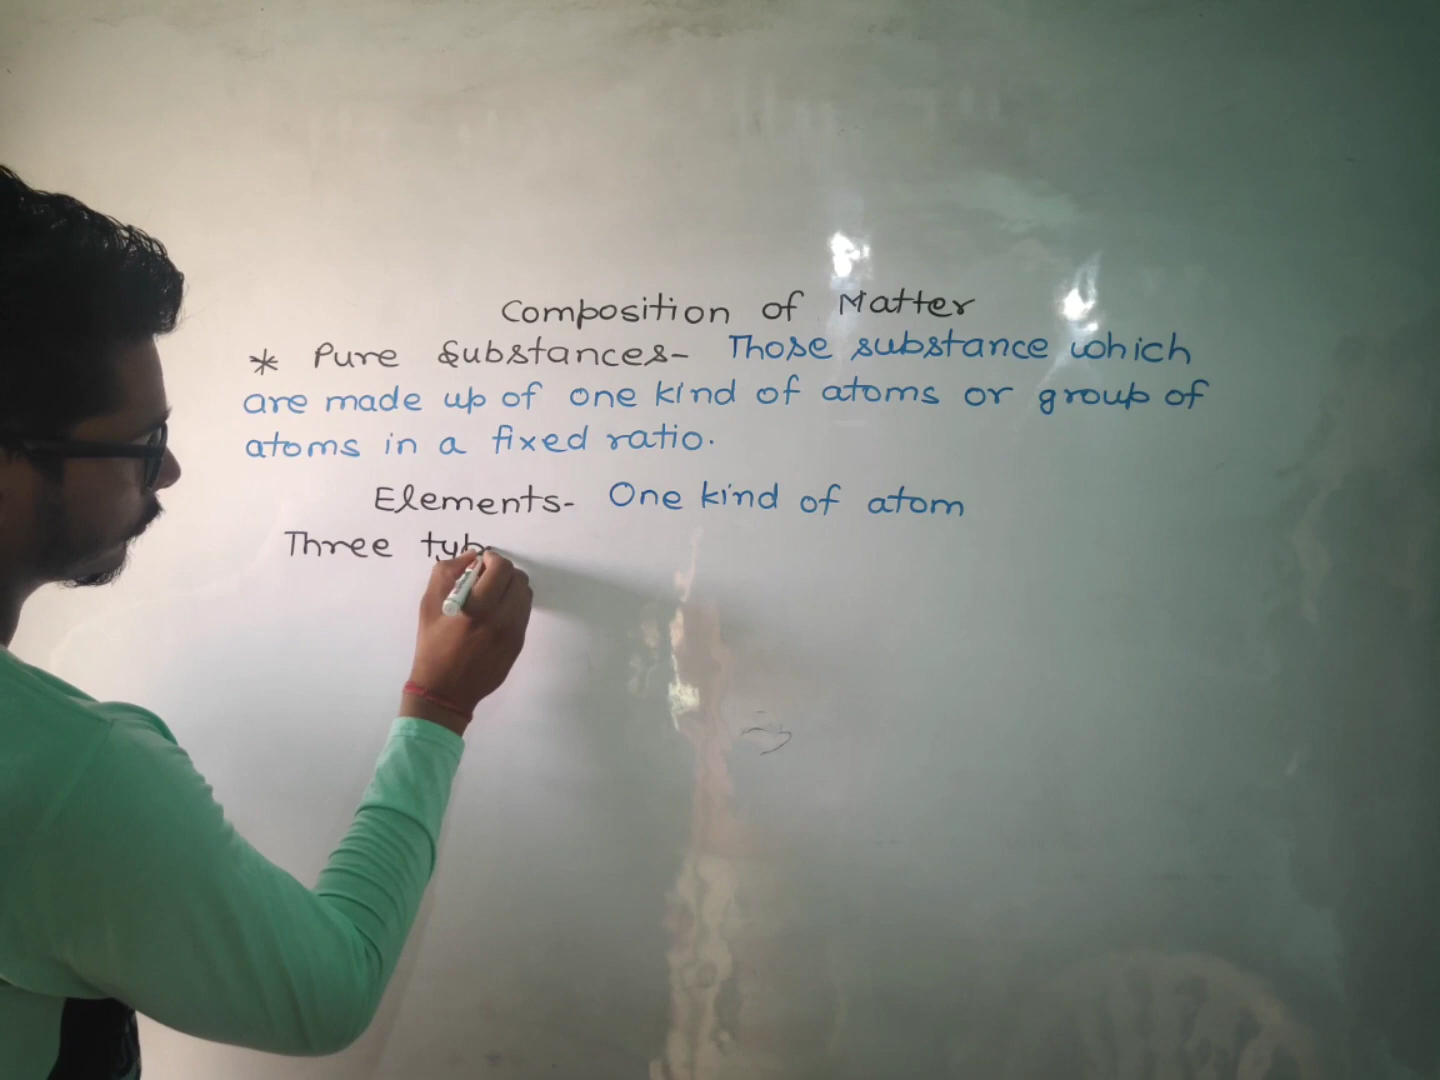 Composition of Matter
* Pure Substances- Those substance which
are made up of one kind of atoms or group of
atoms in a fixed ratio.
Elements- One kind of atom
Three typ